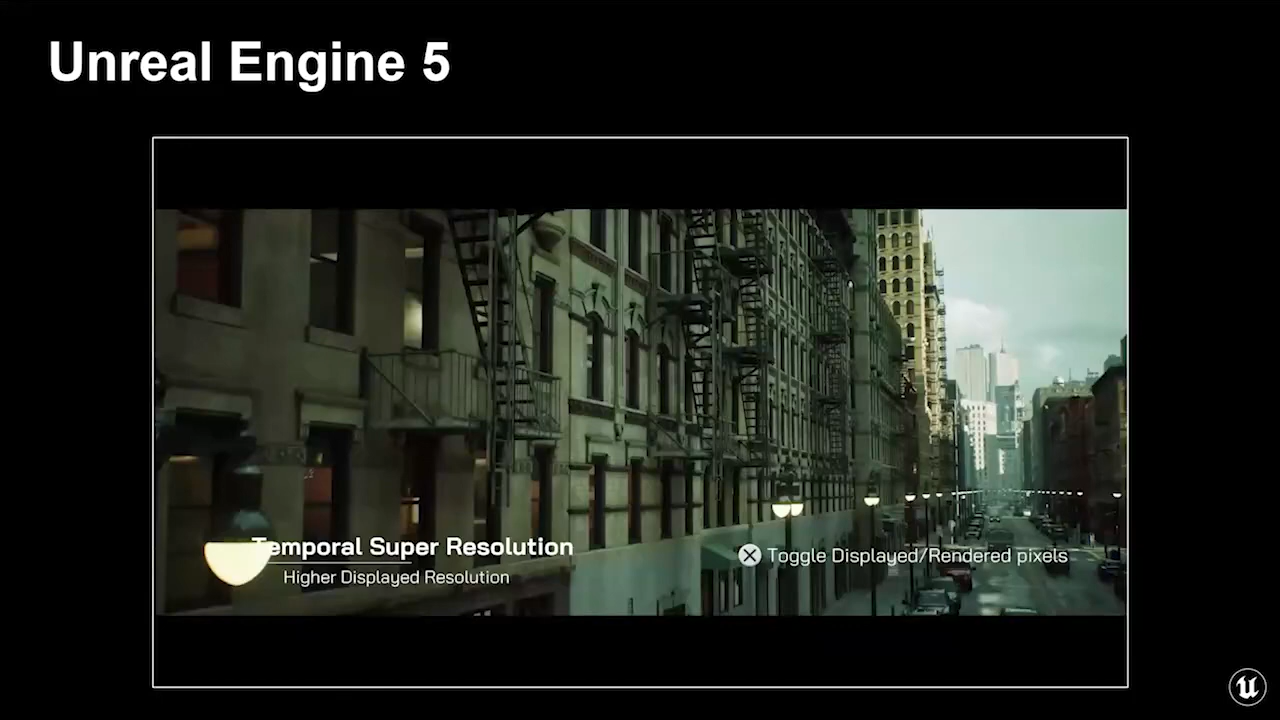 Unreal Engine 5
Temporal Super Resolution
Higher Displayed Resolution
Toggle Displayed/Rendered pixels